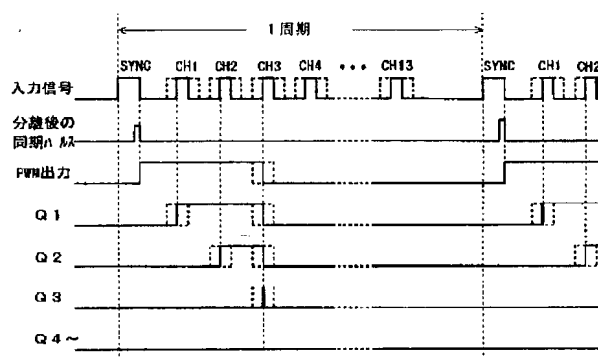 1周期
SYNC CH1 CH2 CH3 CH4 ・・・ CH13 SYNC CH1 CH2
入力信号
分離後の
同期パルス
PWM出力
Q1
Q2
Q3
Q4～